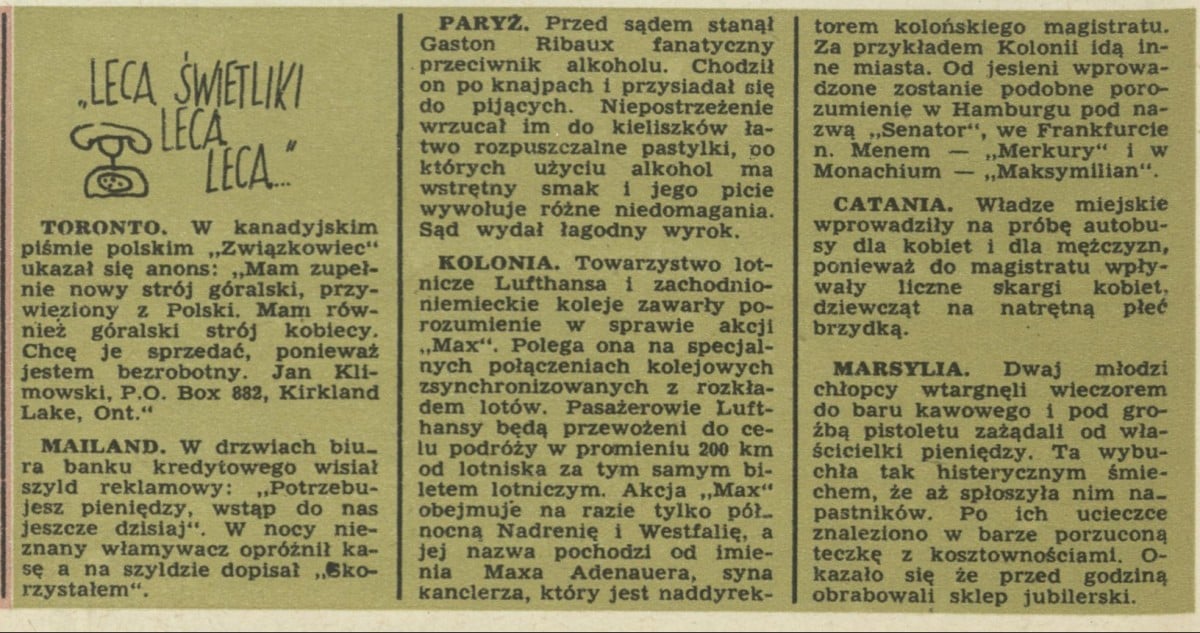 „LECA ŚWIETLIKI
LECA
LECA..."
TORONTO. W kanadyjskim
piśmie polskim „Związkowiec"
ukazał się anons: „Mam zupeł-
nie nowy strój góralski, przy-
wieziony z Polski. Mam rów-
nież góralski strój kobiecy.
Chcę je sprzedać, ponieważ
jestem bezrobotny. Jan Kli-
mowski, P.O. Box 882, Kirkland
Lake, Ont."
MAILAND. W drzwiach biu-
ra banku kredytowego wisiał
szyld reklamowy: „Potrzebu-
jesz pieniędzy, wstąp do nas
jeszcze dzisiaj". W nocy nie-
znany włamywacz opróżnił ka-
sę a na szyldzie dopisał „Sko-
rzystałem".
PARYŻ. Przed sądem stanął
Gaston Ribaux fanatyczny
przeciwnik alkoholu. Chodził
on po knajpach i przysiadał się
do pijących. Niepostrzeżenie
wrzucał im do kieliszków ła-
two rozpuszczalne pastylki, po
których użyciu alkohol ma
wstrętny smak i jego picie
wywołuje różne niedomagania.
Sąd wydał łagodny wyrok.
KOLONIA. Towarzystwo lot-
nicze Lufthansa i zachodnio-
niemieckie koleje zawarły po-
rozumienie w sprawie akcji
„Max". Polega ona na specjal-
nych połączeniach kolejowych
zsynchronizowanych z rozkła-
dem lotów. Pasażerowie Luft-
hansy będą przewożeni do ce-
lu podróży w promieniu 200 km
od lotniska za tym samym bi-
letem lotniczym. Akcja „Max"
obejmuje na razie tylko pół-
nocną Nadrenię i Westfalię, a
jej nazwa pochodzi od imie-
nia Maxa Adenauera, syna
kanclerza, który jest naddyrek-
torem kolońskiego magistratu.
Za przykładem Kolonii idą in-
ne miasta. Od jesieni wprowa-
dzone zostanie podobne poro-
zumienie w Hamburgu pod na-
zwą „Senator", we Frankfurcie
n. Menem — „Merkury" i w
Monachium — „Maksymilian".
CATANIA. Władze miejskie
wprowadziły na próbę autobu-
sy dla kobiet i dla mężczyzn,
ponieważ do magistratu wpły-
wały liczne skargi kobiet,
dziewcząt na natrętną płeć
brzydką.
MARSYLIA. Dwaj młodzi
chłopcy wtargnęli wieczorem
do baru kawowego i pod gro-
źbą pistoletu zażądali od wła-
ścicielki pieniędzy. Ta wybu-
chła tak histerycznym śmie-
chem, że aż spłoszyła nim na-
pastników. Po ich ucieczce
znaleziono w barze porzuconą
teczkę z kosztownościami. O-
kazało się że przed godziną
obrabowali sklep jubilerski.